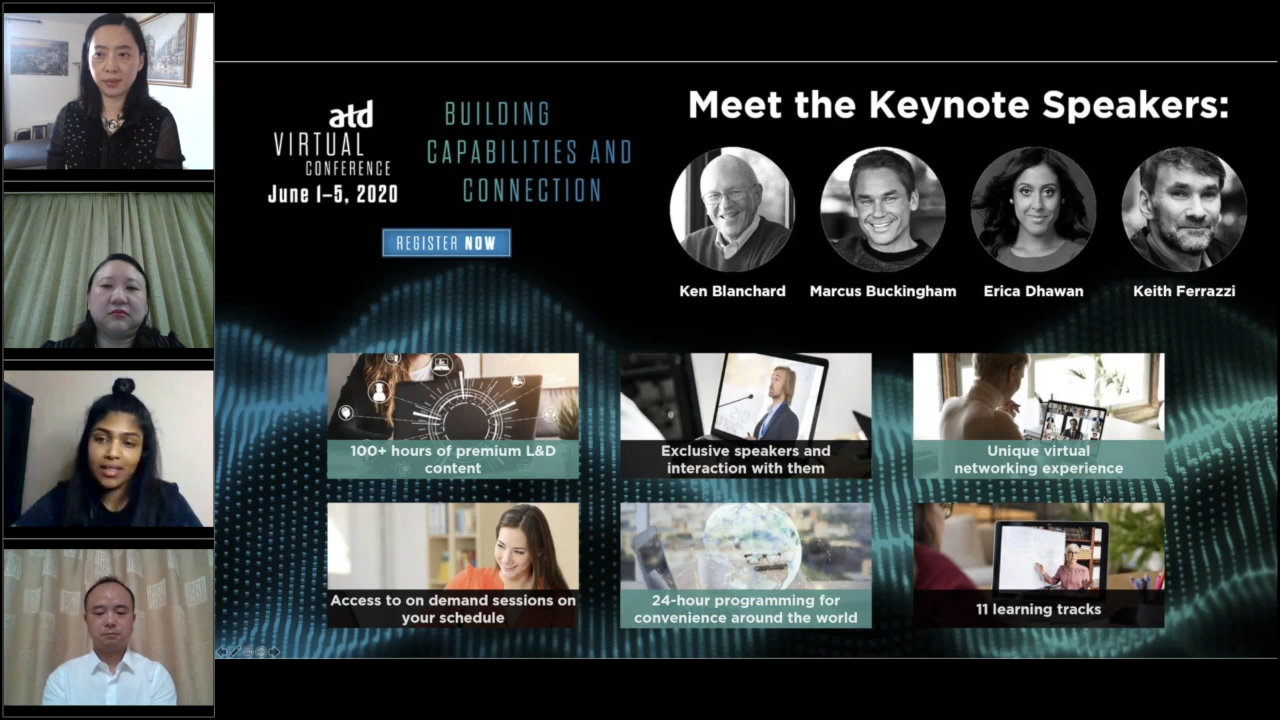 atd
VIRTUAL
CONFERENCE
June 1–5, 2020
BUILDING
CAPABILITIES AND
CONNECTION
REGISTER NOW
Meet the Keynote Speakers:
Ken Blanchard
Marcus Buckingham
Erica Dhawan
Keith Ferrazzi
100+ hours of premium L&D
content
Exclusive speakers and
interaction with them
Unique virtual
networking experience
Access to on demand sessions on
your schedule
24-hour programming for
convenience around the world
11 learning tracks